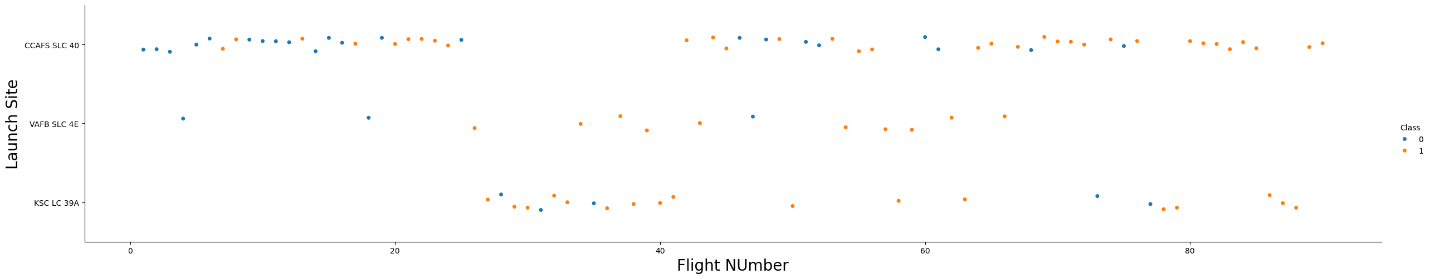 CCAFS SLC 40
VAFB SLC 4E
KSC LC 39A
Launch Site
0
20
40
60
80
Flight NUmber
Class
0
1